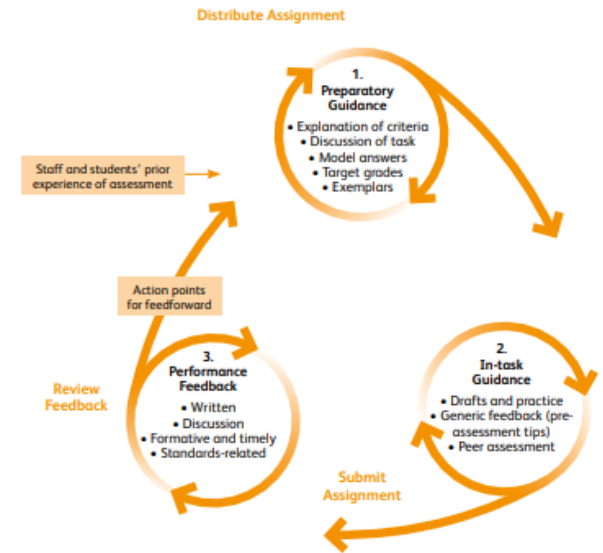 Distribute Assignment
1.
Preparatory
Guidance
• Explanation of criteria
• Discussion of task
• Model answers
• Target grades
• Exemplars
Staff and students' prior
experience of assessment
Action points
for feedforward
2.
In-task
Guidance
• Drafts and practice
• Generic feedback (pre-
assessment tips)
• Peer assessment
3.
Performance
Feedback
• Written
• Discussion
• Formative and timely
• Standards-related
Review
Feedback
Submit
Assignment